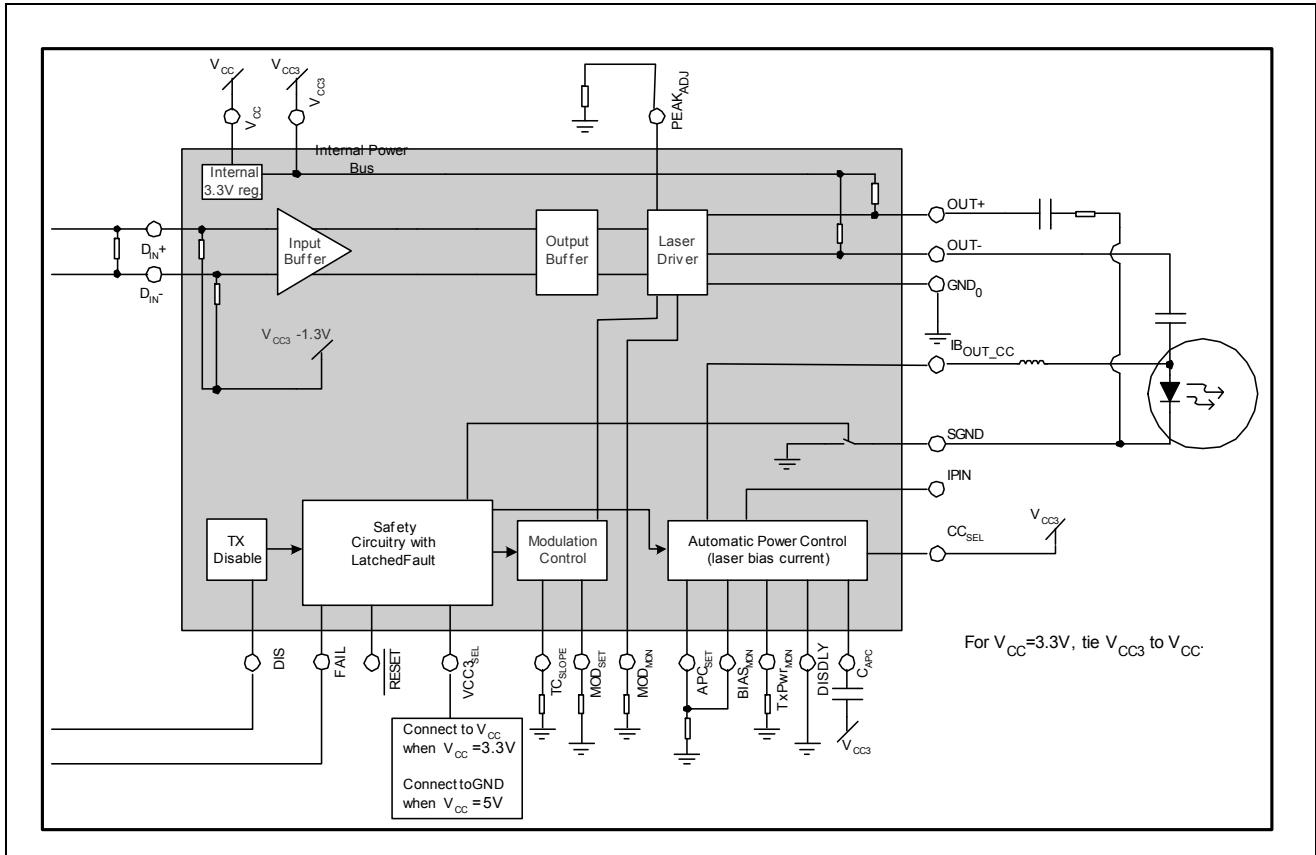 VCC
VCC3
VCC
VCC3
PEAKADJ
Internal Power
Bus
Internal
3.3V reg.
OUT+
DIN+
Input
Buffer
Output
Buffer
Laser
Driver
OUT-
DIN-
GND0
VCC3 -1.3V
IBOUT_CC
SGND
IPIN
VCC3
CCSEL
TX
Disable
Safety
Circuitry with
LatchedFault
Modulation
Control
Automatic Power Control
(laser bias current)
For VCC=3.3V, tie VCC3 to VCC.
DIS
FAIL
RESET
VCC3SEL
TCSLOPE
MODSET
MODMON
APCSET
BIASMON
TxPwrMON
DISDLY
CAPC
Connect to VCC
when VCC =3.3V
Connect toGND
when VCC =5V
VCC3